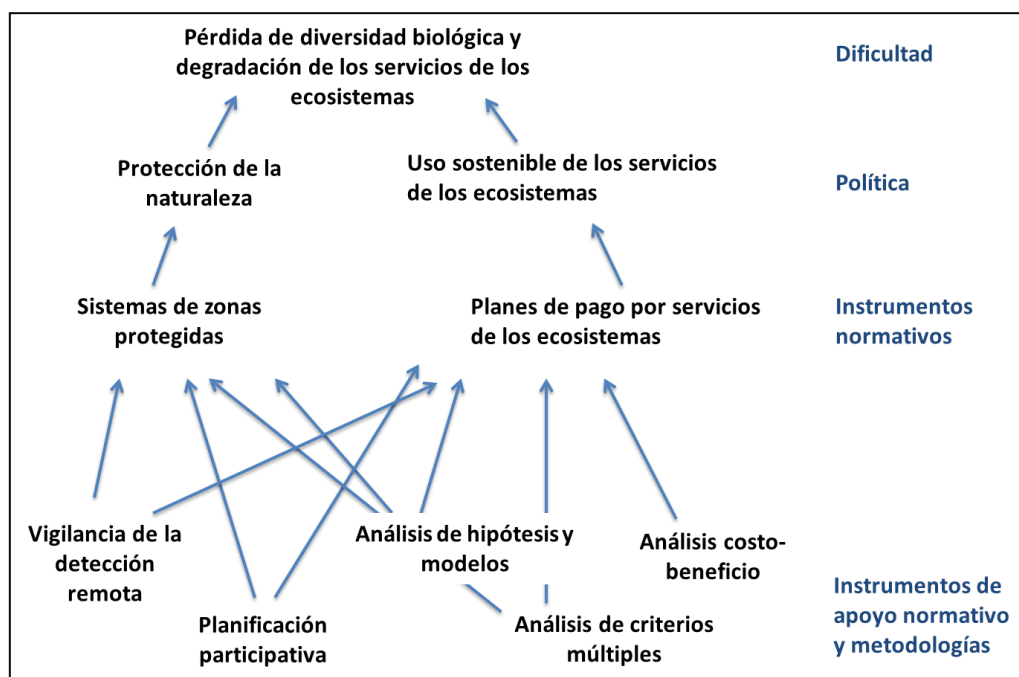 Pérdida de diversidad biológica y
degradación de los servicios de los
ecosistemas
Dificultad
Protección de la
naturaleza
Uso sostenible de los servicios
de los ecosistemas
Política
Sistemas de zonas
protegidas
Planes de pago por servicios
de los ecosistemas
Instrumentos
normativos
Vigilancia de la
detección
remota
Análisis de hipótesis y
modelos
Análisis costo-
beneficio
Planificación
participativa
Análisis de criterios
múltiples
Instrumentos de
apoyo normativo
y metodologías